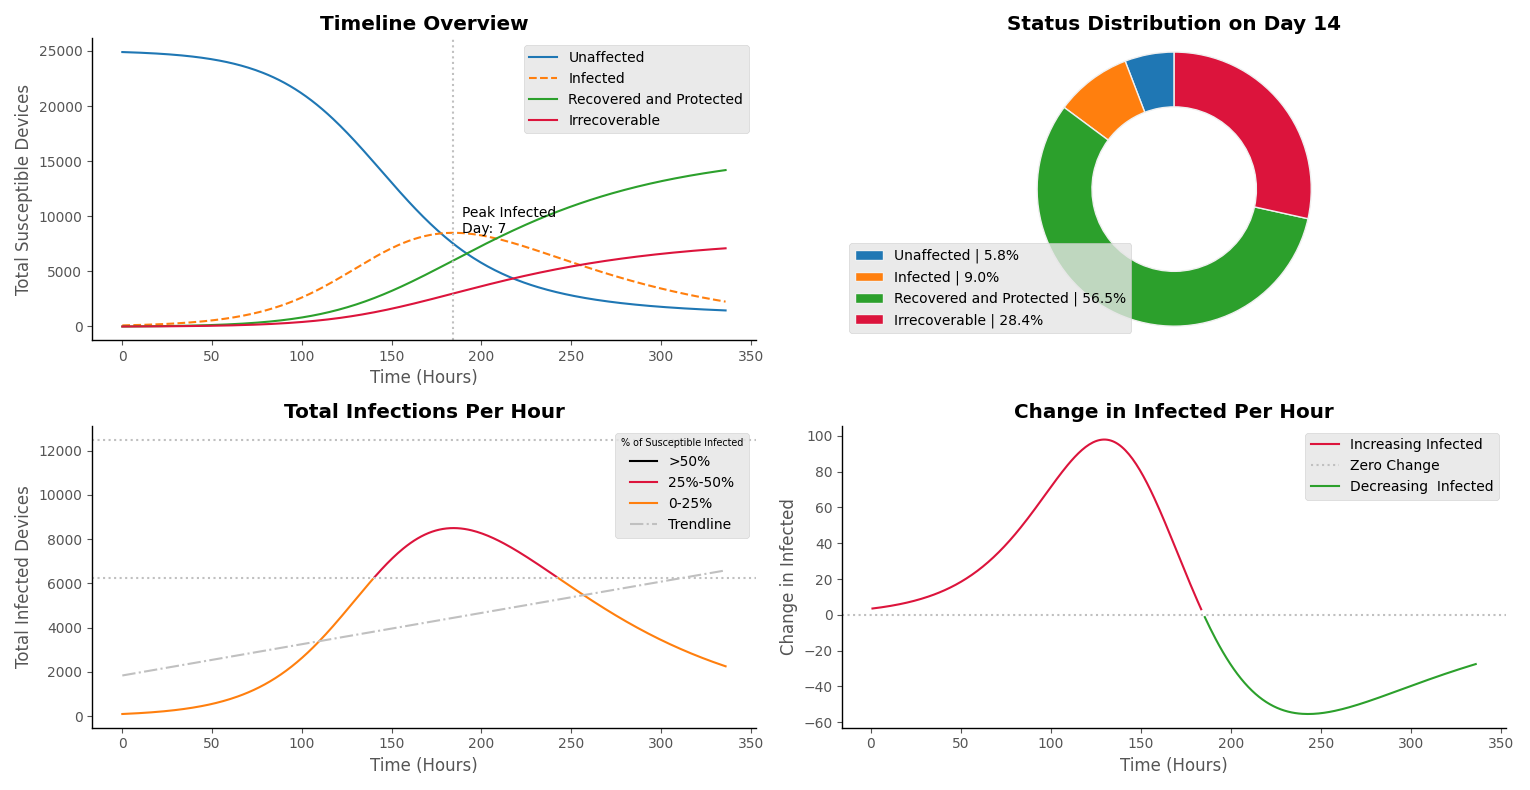 Timeline Overview
Total Susceptible Devices
25000
20000
15000
10000
5000
0
Unaffected
Infected
Recovered and Protected
Irrecoverable
Peak Infected
Day: 7
0 50 100 150 200 250 300 350
Time (Hours)
Status Distribution on Day 14
Unaffected | 5.8%
Infected | 9.0%
Recovered and Protected | 56.5%
Irrecoverable | 28.4%
Total Infections Per Hour
Total Infected Devices
12000
10000
8000
6000
4000
2000
0
% of Susceptible Infected
>50%
25%-50%
0-25%
Trendline
0 50 100 150 200 250 300 350
Time (Hours)
Change in Infected Per Hour
Change in Infected
100
80
60
40
20
0
−20
−40
−60
Increasing Infected
Zero Change
Decreasing  Infected
0 50 100 150 200 250 300 350
Time (Hours)